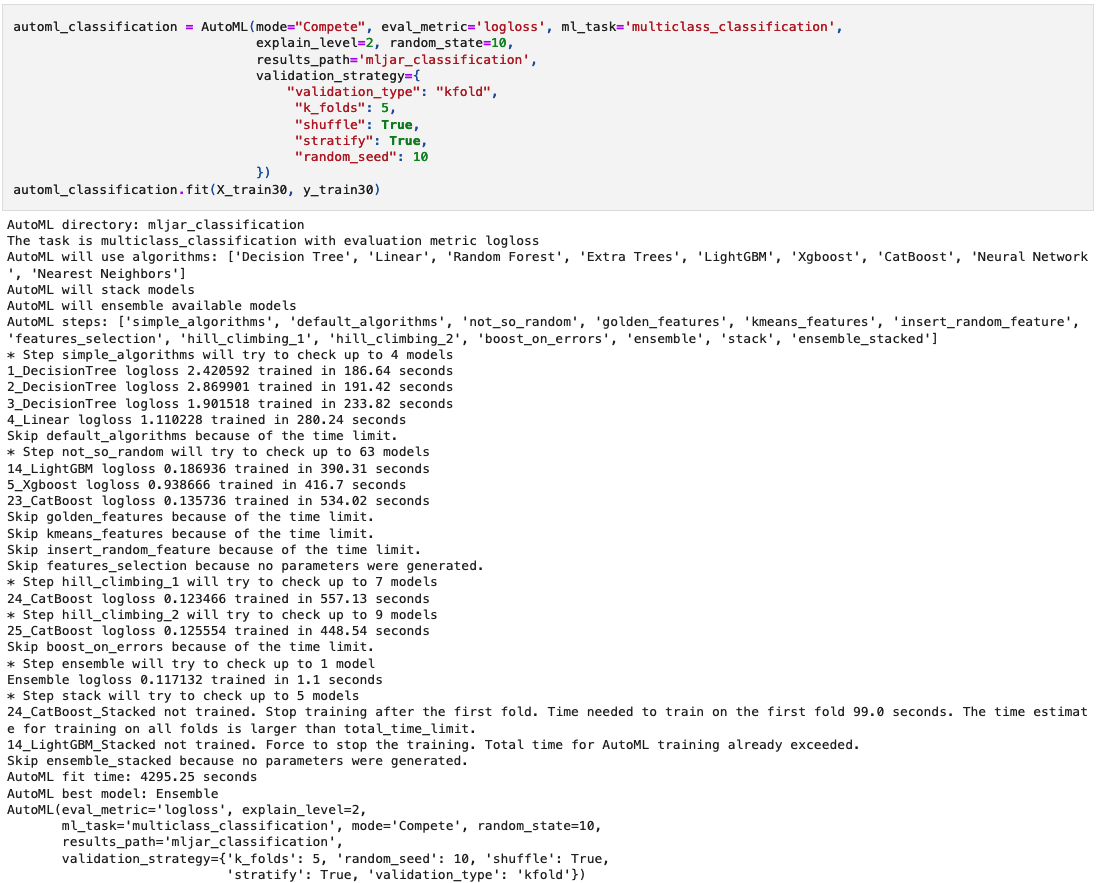 automl_classification = AutoML(mode="Compete", eval_metric='logloss', ml_task='multiclass_classification',
                               explain_level=2, random_state=10,
                               results_path='mljar_classification',
                               validation_strategy={
                                   "validation_type": "kfold",
                                    "k_folds": 5,
                                    "shuffle": True,
                                    "stratify": True,
                                    "random_seed": 10
                               })
automl_classification.fit(X_train30, y_train30)
AutoML directory: mljar_classification
The task is multiclass_classification with evaluation metric logloss
AutoML will use algorithms: ['Decision Tree', 'Linear', 'Random Forest', 'Extra Trees', 'LightGBM', 'Xgboost', 'CatBoost', 'Neural Network
', 'Nearest Neighbors']
AutoML will stack models
AutoML will ensemble available models
AutoML steps: ['simple_algorithms', 'default_algorithms', 'not_so_random', 'golden_features', 'kmeans_features', 'insert_random_feature',
'features_selection', 'hill_climbing_1', 'hill_climbing_2', 'boost_on_errors', 'ensemble', 'stack', 'ensemble_stacked']
* Step simple_algorithms will try to check up to 4 models
1_DecisionTree logloss 2.420592 trained in 186.64 seconds
2_DecisionTree logloss 2.869901 trained in 191.42 seconds
3_DecisionTree logloss 1.901518 trained in 233.82 seconds
4_Linear logloss 1.110228 trained in 280.24 seconds
Skip default_algorithms because of the time limit.
* Step not_so_random will try to check up to 63 models
14_LightGBM logloss 0.186936 trained in 390.31 seconds
5_Xgboost logloss 0.938666 trained in 416.7 seconds
23_CatBoost logloss 0.135736 trained in 534.02 seconds
Skip golden_features because of the time limit.
Skip kmeans_features because of the time limit.
Skip insert_random_feature because of the time limit.
Skip features_selection because no parameters were generated.
* Step hill_climbing_1 will try to check up to 7 models
24_CatBoost logloss 0.123466 trained in 557.13 seconds
* Step hill_climbing_2 will try to check up to 9 models
25_CatBoost logloss 0.125554 trained in 448.54 seconds
Skip boost_on_errors because of the time limit.
* Step ensemble will try to check up to 1 model
Ensemble logloss 0.117132 trained in 1.1 seconds
* Step stack will try to check up to 5 models
24_CatBoost_Stacked not trained. Stop training after the first fold. Time needed to train on the first fold 99.0 seconds. The time estimat
e for training on all folds is larger than total_time_limit.
14_LightGBM_Stacked not trained. Force to stop the training. Total time for AutoML training already exceeded.
Skip ensemble_stacked because no parameters were generated.
AutoML fit time: 4295.25 seconds
AutoML best model: Ensemble
AutoML(eval_metric='logloss', explain_level=2,
       ml_task='multiclass_classification', mode='Compete', random_state=10,
       results_path='mljar_classification',
       validation_strategy={'k_folds': 5, 'random_seed': 10, 'shuffle': True,
                            'stratify': True, 'validation_type': 'kfold'})